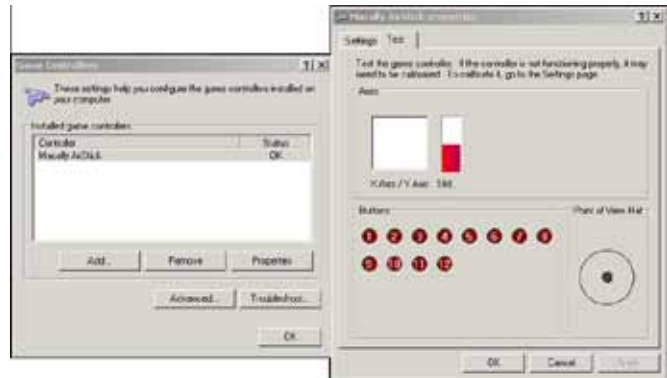 Game Controllers
These settings help you configure the game controllers installed on
your computer.
Installed game controllers
Controller Status
Macally AirStick OK
Add... Remove Properties
Advanced... Troubleshoot...
OK
Macally AirStick properties
Settings Test
Test the game controller. If the controller is not functioning properly, it may
need to be calibrated. To calibrate it, go to the Settings page.
Axes
X Axis / Y Axis
Buttons
Point of View Hat
1 2 3 4 5 6 7 8
9 10 11 12
OK Cancel Apply